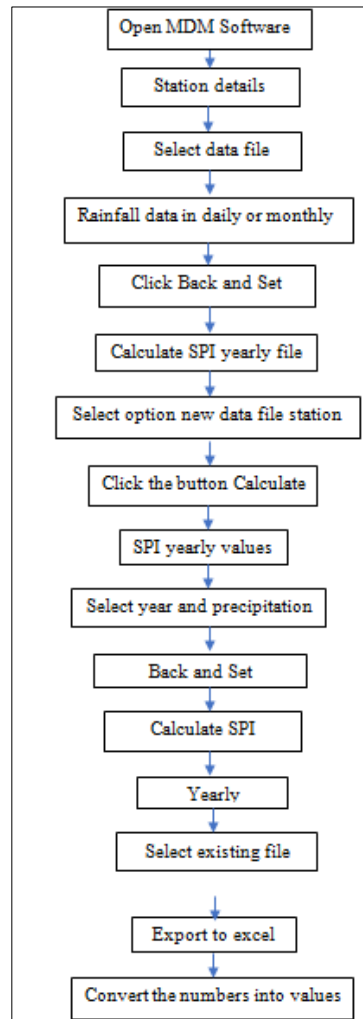 Open MDM Software
Station details
Select data file
Rainfall data in daily or monthly
Click Back and Set
Calculate SPI yearly file
Select option new data file station
Click the button Calculate
SPI yearly values
Select year and precipitation
Back and Set
Calculate SPI
Yearly
Select existing file
Export to excel
Convert the numbers into values